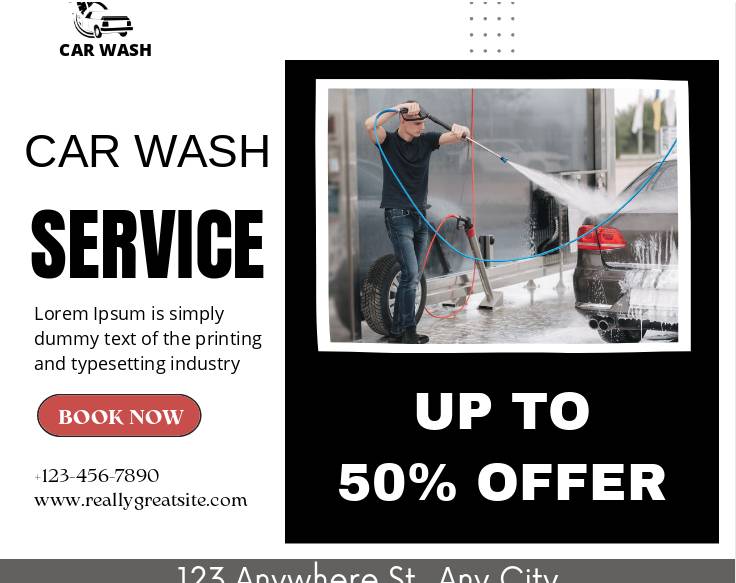 CAR WASH
CAR WASH
SERVICE
Lorem Ipsum is simply
dummy text of the printing
and typesetting industry
BOOK NOW
+123-456-7890
www.reallygreatsite.com
UP TO
50% OFFER
123 Anywhere St., Any City